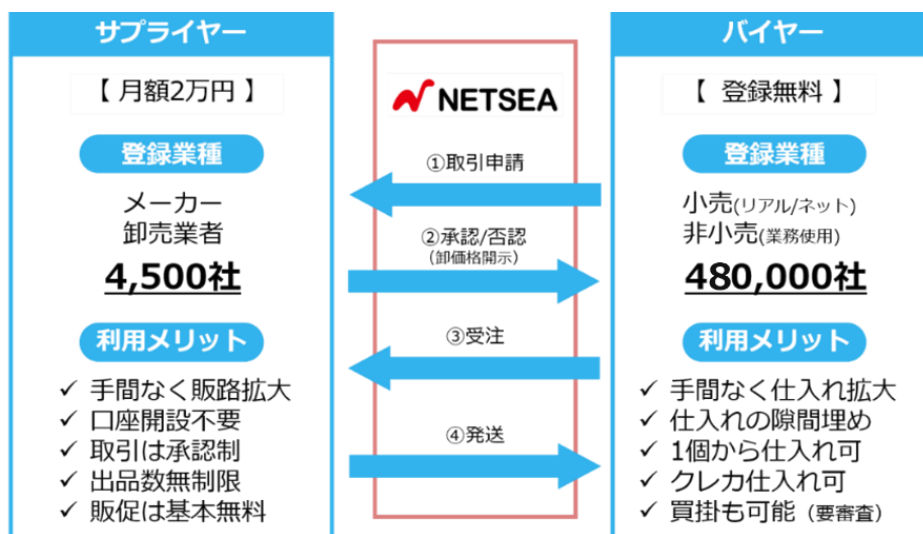 サプライヤー
【 月額2万円 】
登録業種
メーカー
卸売業者
4,500社
利用メリット
✓ 手間なく販路拡大
✓ 口座開設不要
✓ 取引は承認制
✓ 出品数無制限
✓ 販促は基本無料
NETSEA
①取引申請
②承認/否認
(卸価格開示)
③受注
④発送
バイヤー
【 登録無料 】
登録業種
小売(リアル/ネット)
非小売(業務使用)
480,000社
利用メリット
✓ 手間なく仕入れ拡大
✓ 仕入れの隙間埋め
✓ 1個から仕入れ可
✓ クレカ仕入れ可
✓ 買掛も可能（要審査）